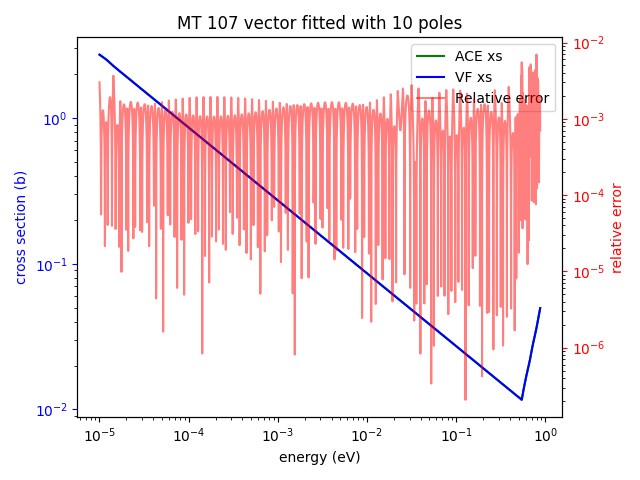 MT 107 vector fitted with 10 poles
ACE xs
VF xs
Relative error
cross section (b)
10⁰
10⁻¹
10⁻²
relative error
10⁻²
10⁻³
10⁻⁴
10⁻⁵
10⁻⁶
10⁻⁵ 10⁻⁴ 10⁻³ 10⁻² 10⁻¹ 10⁰
energy (eV)